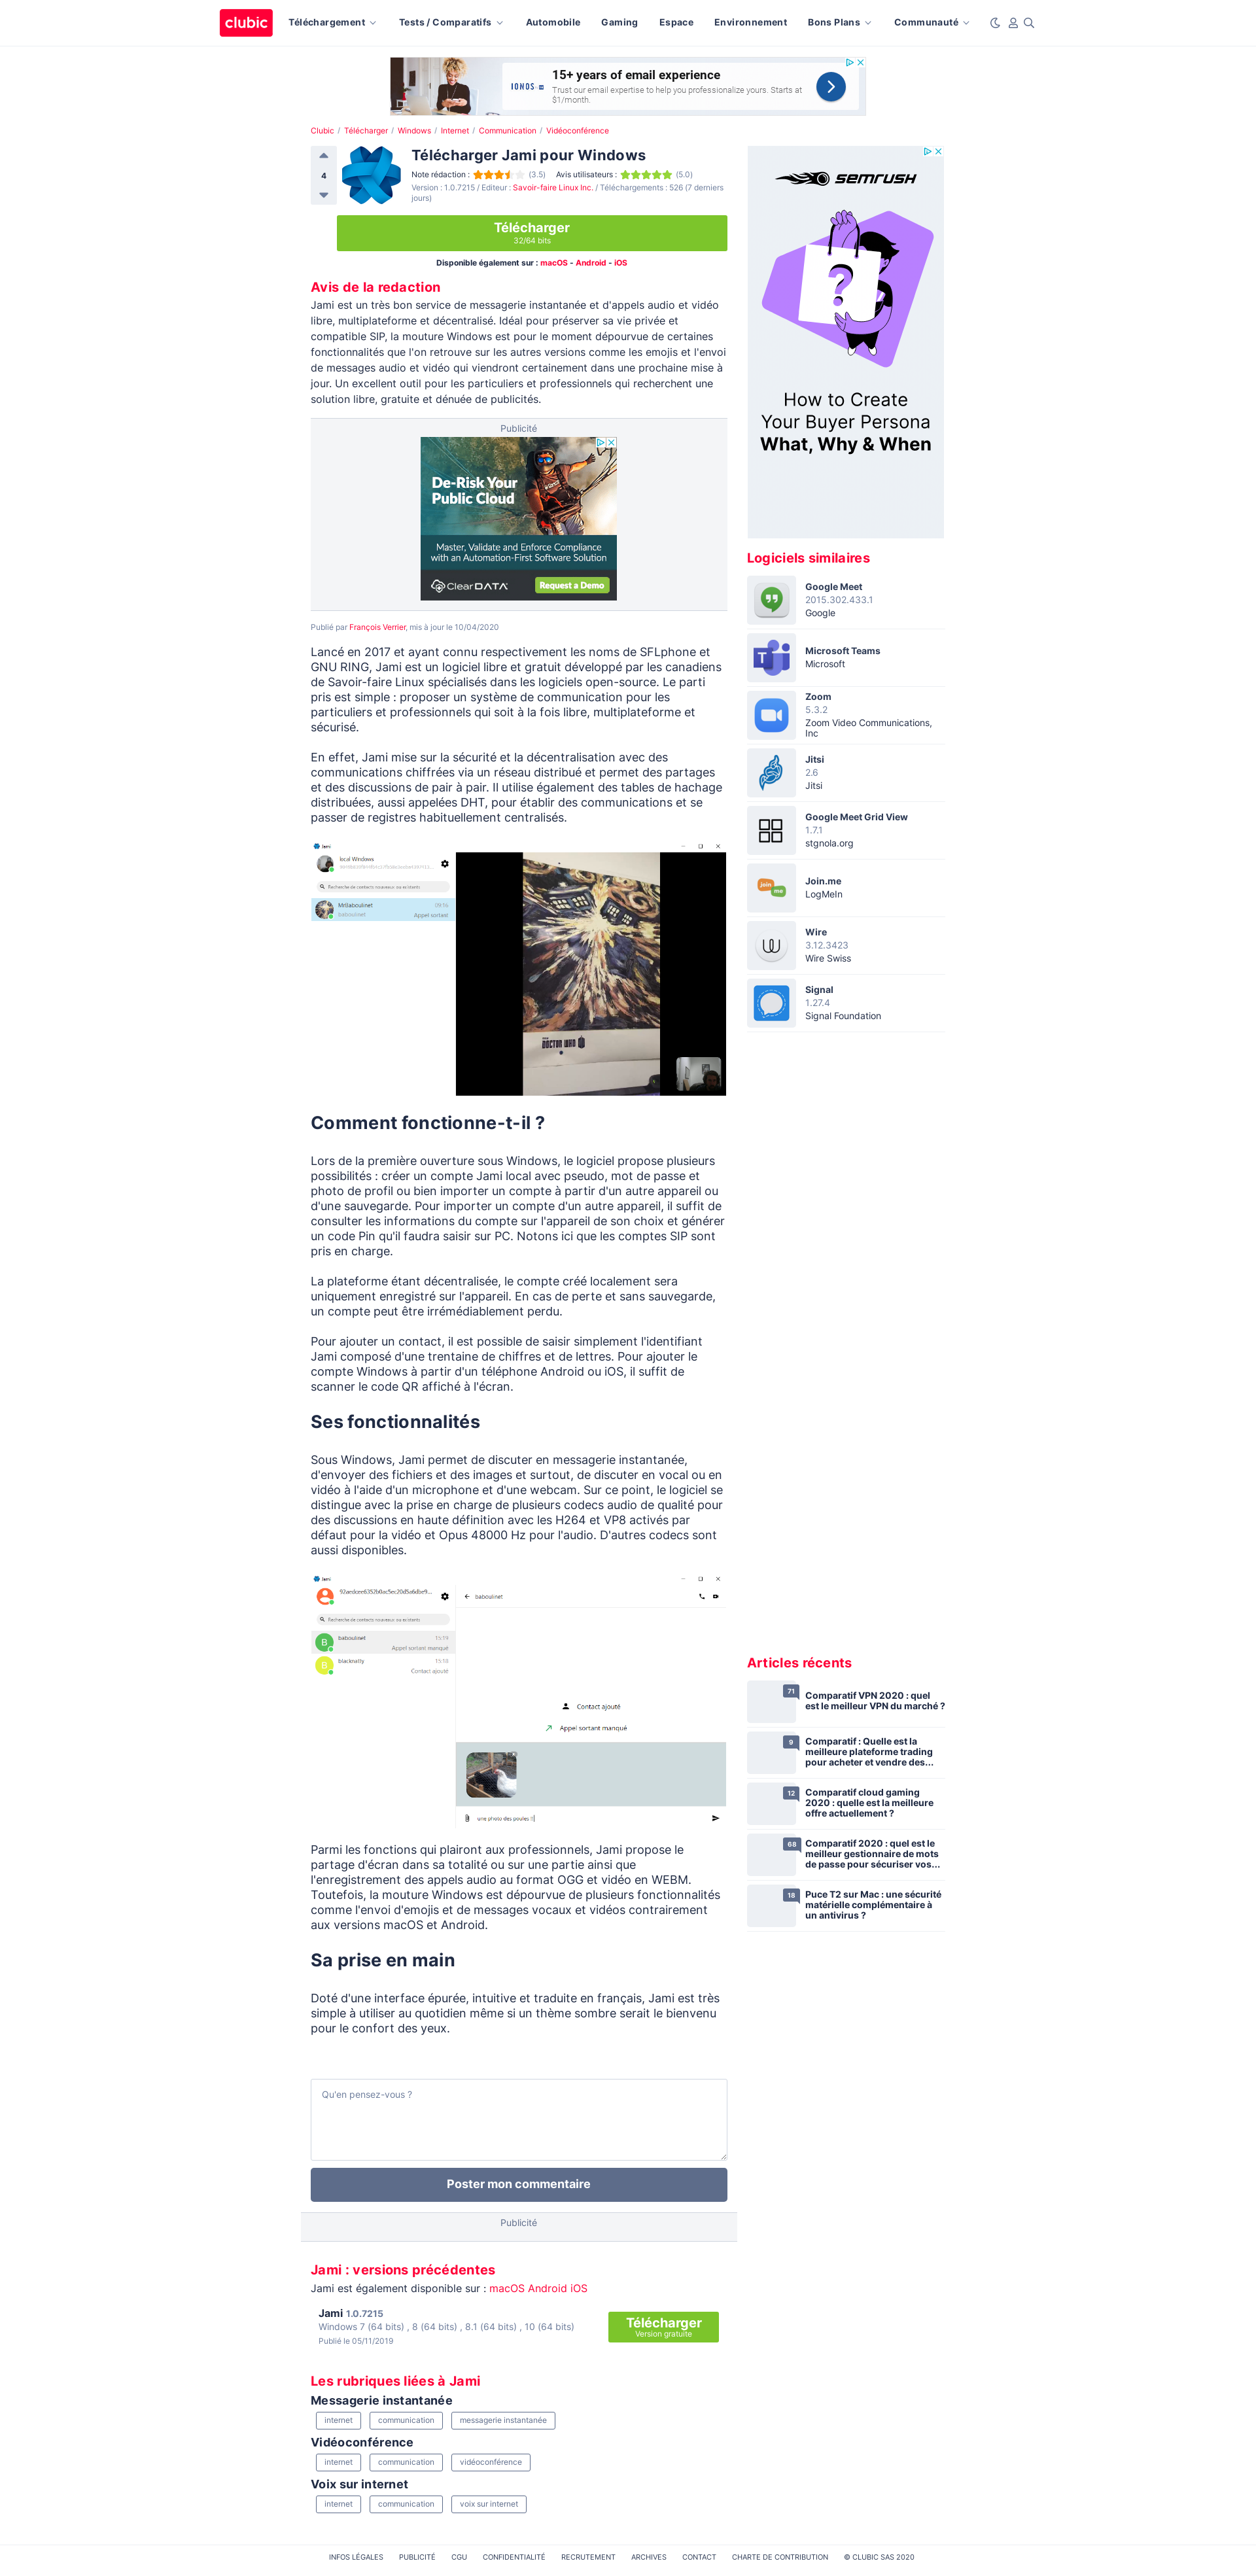 clubic
Téléchargement
Tests / Comparatifs
Automobile
Gaming
Espace
Environnement
Bons Plans
Communauté
IONOS
15+ years of email experience
Trust our email expertise to help you professionalize yours. Starts at
$1/month.
Clubic / Télécharger / Windows / Internet / Communication / Vidéoconférence
4
Télécharger Jami pour Windows
Note rédaction : (3.5) Avis utilisateurs : (5.0)
Version : 1.0.7215 / Editeur : Savoir-faire Linux Inc. / Téléchargements : 526 (7 derniers
jours)
Télécharger
32/64 bits
Disponible également sur : macOS - Android - iOS
Avis de la redaction
Jami est un très bon service de messagerie instantanée et d'appels audio et vidéo
libre, multiplateforme et décentralisé. Idéal pour préserver sa vie privée et
compatible SIP, la mouture Windows est pour le moment dépourvue de certaines
fonctionnalités que l'on retrouve sur les autres versions comme les emojis et l'envoi
de messages audio et vidéo qui viendront certainement dans une prochaine mise à
jour. Un excellent outil pour les particuliers et professionnels qui recherchent une
solution libre, gratuite et dénuée de publicités.
Publicité
De-Risk Your
Public Cloud
Master, Validate and Enforce Compliance
with an Automation-First Software Solution
ClearDATA
Request a Demo
Publié par François Verrier, mis à jour le 10/04/2020
Lancé en 2017 et ayant connu respectivement les noms de SFLphone et
GNU RING, Jami est un logiciel libre et gratuit développé par les canadiens
de Savoir-faire Linux spécialisés dans les logiciels open-source. Le parti
pris est simple : proposer un système de communication pour les
particuliers et professionnels qui soit à la fois libre, multiplateforme et
sécurisé.
En effet, Jami mise sur la sécurité et la décentralisation avec des
communications chiffrées via un réseau distribué et permet des partages
et des discussions de pair à pair. Il utilise également des tables de hachage
distribuées, aussi appelées DHT, pour établir des communications et se
passer de registres habituellement centralisés.
Jami
local Windows
Recherche de contacts nouveaux ou existants
MrBaboulinet
09:16
baboulinet
Appel sortant
DOCTOR WHO
Comment fonctionne-t-il ?
Lors de la première ouverture sous Windows, le logiciel propose plusieurs
possibilités : créer un compte Jami local avec pseudo, mot de passe et
photo de profil ou bien importer un compte à partir d'un autre appareil ou
d'une sauvegarde. Pour importer un compte d'un autre appareil, il suffit de
consulter les informations du compte sur l'appareil de son choix et générer
un code Pin qu'il faudra saisir sur PC. Notons ici que les comptes SIP sont
pris en charge.
La plateforme étant décentralisée, le compte créé localement sera
uniquement enregistré sur l'appareil. En cas de perte et sans sauvegarde,
un compte peut être irrémédiablement perdu.
Pour ajouter un contact, il est possible de saisir simplement l'identifiant
Jami composé d'une trentaine de chiffres et de lettres. Pour ajouter le
compte Windows à partir d'un téléphone Android ou iOS, il suffit de
scanner le code QR affiché à l'écran.
Ses fonctionnalités
Sous Windows, Jami permet de discuter en messagerie instantanée,
d'envoyer des fichiers et des images et surtout, de discuter en vocal ou en
vidéo à l'aide d'un microphone et d'une webcam. Sur ce point, le logiciel se
distingue avec la prise en charge de plusieurs codecs audio de qualité pour
des discussions en haute définition avec les H264 et VP8 activés par
défaut pour la vidéo et Opus 48000 Hz pour l'audio. D'autres codecs sont
aussi disponibles.
Jami
Recherche de contacts nouveaux ou existants
B
baboulinet
15:19
Appel sortant manqué
B
blacknally
15:18
Contact ajouté
baboulinet
Contact ajouté
Appel sortant manqué
une photo des poules !
Parmi les fonctions qui plairont aux professionnels, Jami propose le
partage d'écran dans sa totalité ou sur une partie ainsi que
l'enregistrement des appels audio au format OGG et vidéo en WEBM.
Toutefois, la mouture Windows est dépourvue de plusieurs fonctionnalités
comme l'envoi d'emojis et de messages vocaux et vidéos contrairement
aux versions macOS et Android.
Sa prise en main
Doté d'une interface épurée, intuitive et traduite en français, Jami est très
simple à utiliser au quotidien même si un thème sombre serait le bienvenu
pour le confort des yeux.
Qu'en pensez-vous ?
Poster mon commentaire
Publicité
Jami : versions précédentes
Jami est également disponible sur : macOS Android iOS
Jami 1.0.7215
Windows 7 (64 bits) , 8 (64 bits) , 8.1 (64 bits) , 10 (64 bits)
Publié le 05/11/2019
Télécharger
Version gratuite
Les rubriques liées à Jami
Messagerie instantanée
internet
communication
messagerie instantanée
Vidéoconférence
internet
communication
vidéoconférence
Voix sur internet
internet
communication
voix sur internet
SEMRUSH
?
How to Create
Your Buyer Persona
What, Why & When
Logiciels similaires
Google Meet
2015.302.433.1
Google
Microsoft Teams
Microsoft
Zoom
5.3.2
Zoom Video Communications,
Inc
Jitsi
2.6
Jitsi
Google Meet Grid View
1.7.1
stgnola.org
join me
Join.me
LogMeIn
Wire
3.12.3423
Wire Swiss
Signal
1.27.4
Signal Foundation
Articles récents
71
Comparatif VPN 2020 : quel
est le meilleur VPN du marché ?
9
Comparatif : Quelle est la
meilleure plateforme trading
pour acheter et vendre des...
12
Comparatif cloud gaming
2020 : quelle est la meilleure
offre actuellement ?
68
Comparatif 2020 : quel est le
meilleur gestionnaire de mots
de passe pour sécuriser vos...
18
Puce T2 sur Mac : une sécurité
matérielle complémentaire à
un antivirus ?
INFOS LÉGALES
PUBLICITÉ
CGU
CONFIDENTIALITÉ
RECRUTEMENT
ARCHIVES
CONTACT
CHARTE DE CONTRIBUTION
© CLUBIC SAS 2020